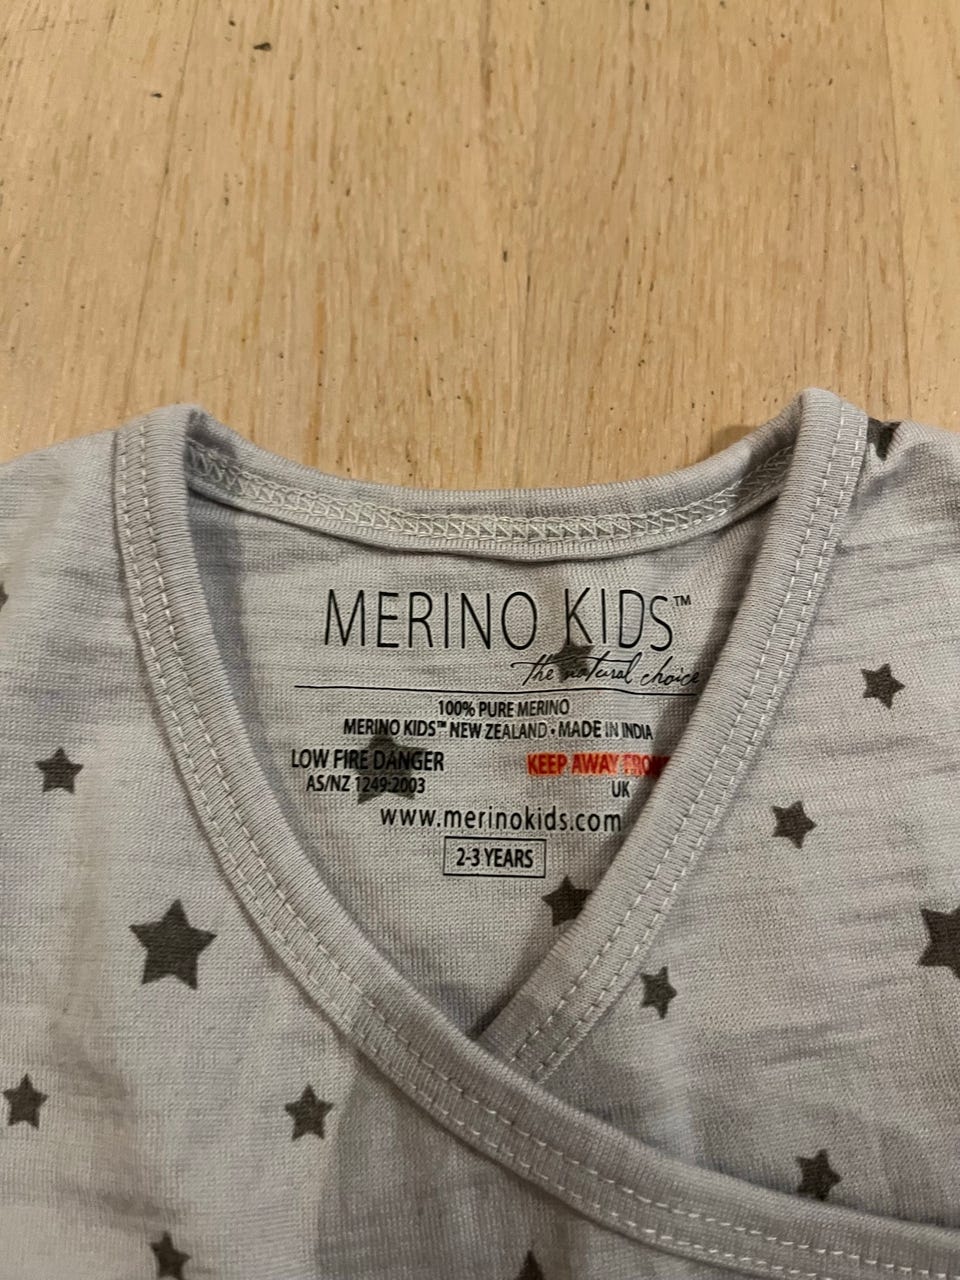 MERINO KIDS™
the natural choice
100% PURE MERINO
MERINO KIDS™ NEW ZEALAND • MADE IN INDIA
LOW FIRE DANGER
AS/NZ 1249:2003
KEEP AWAY FROM
UK
www.merinokids.com
2-3 YEARS